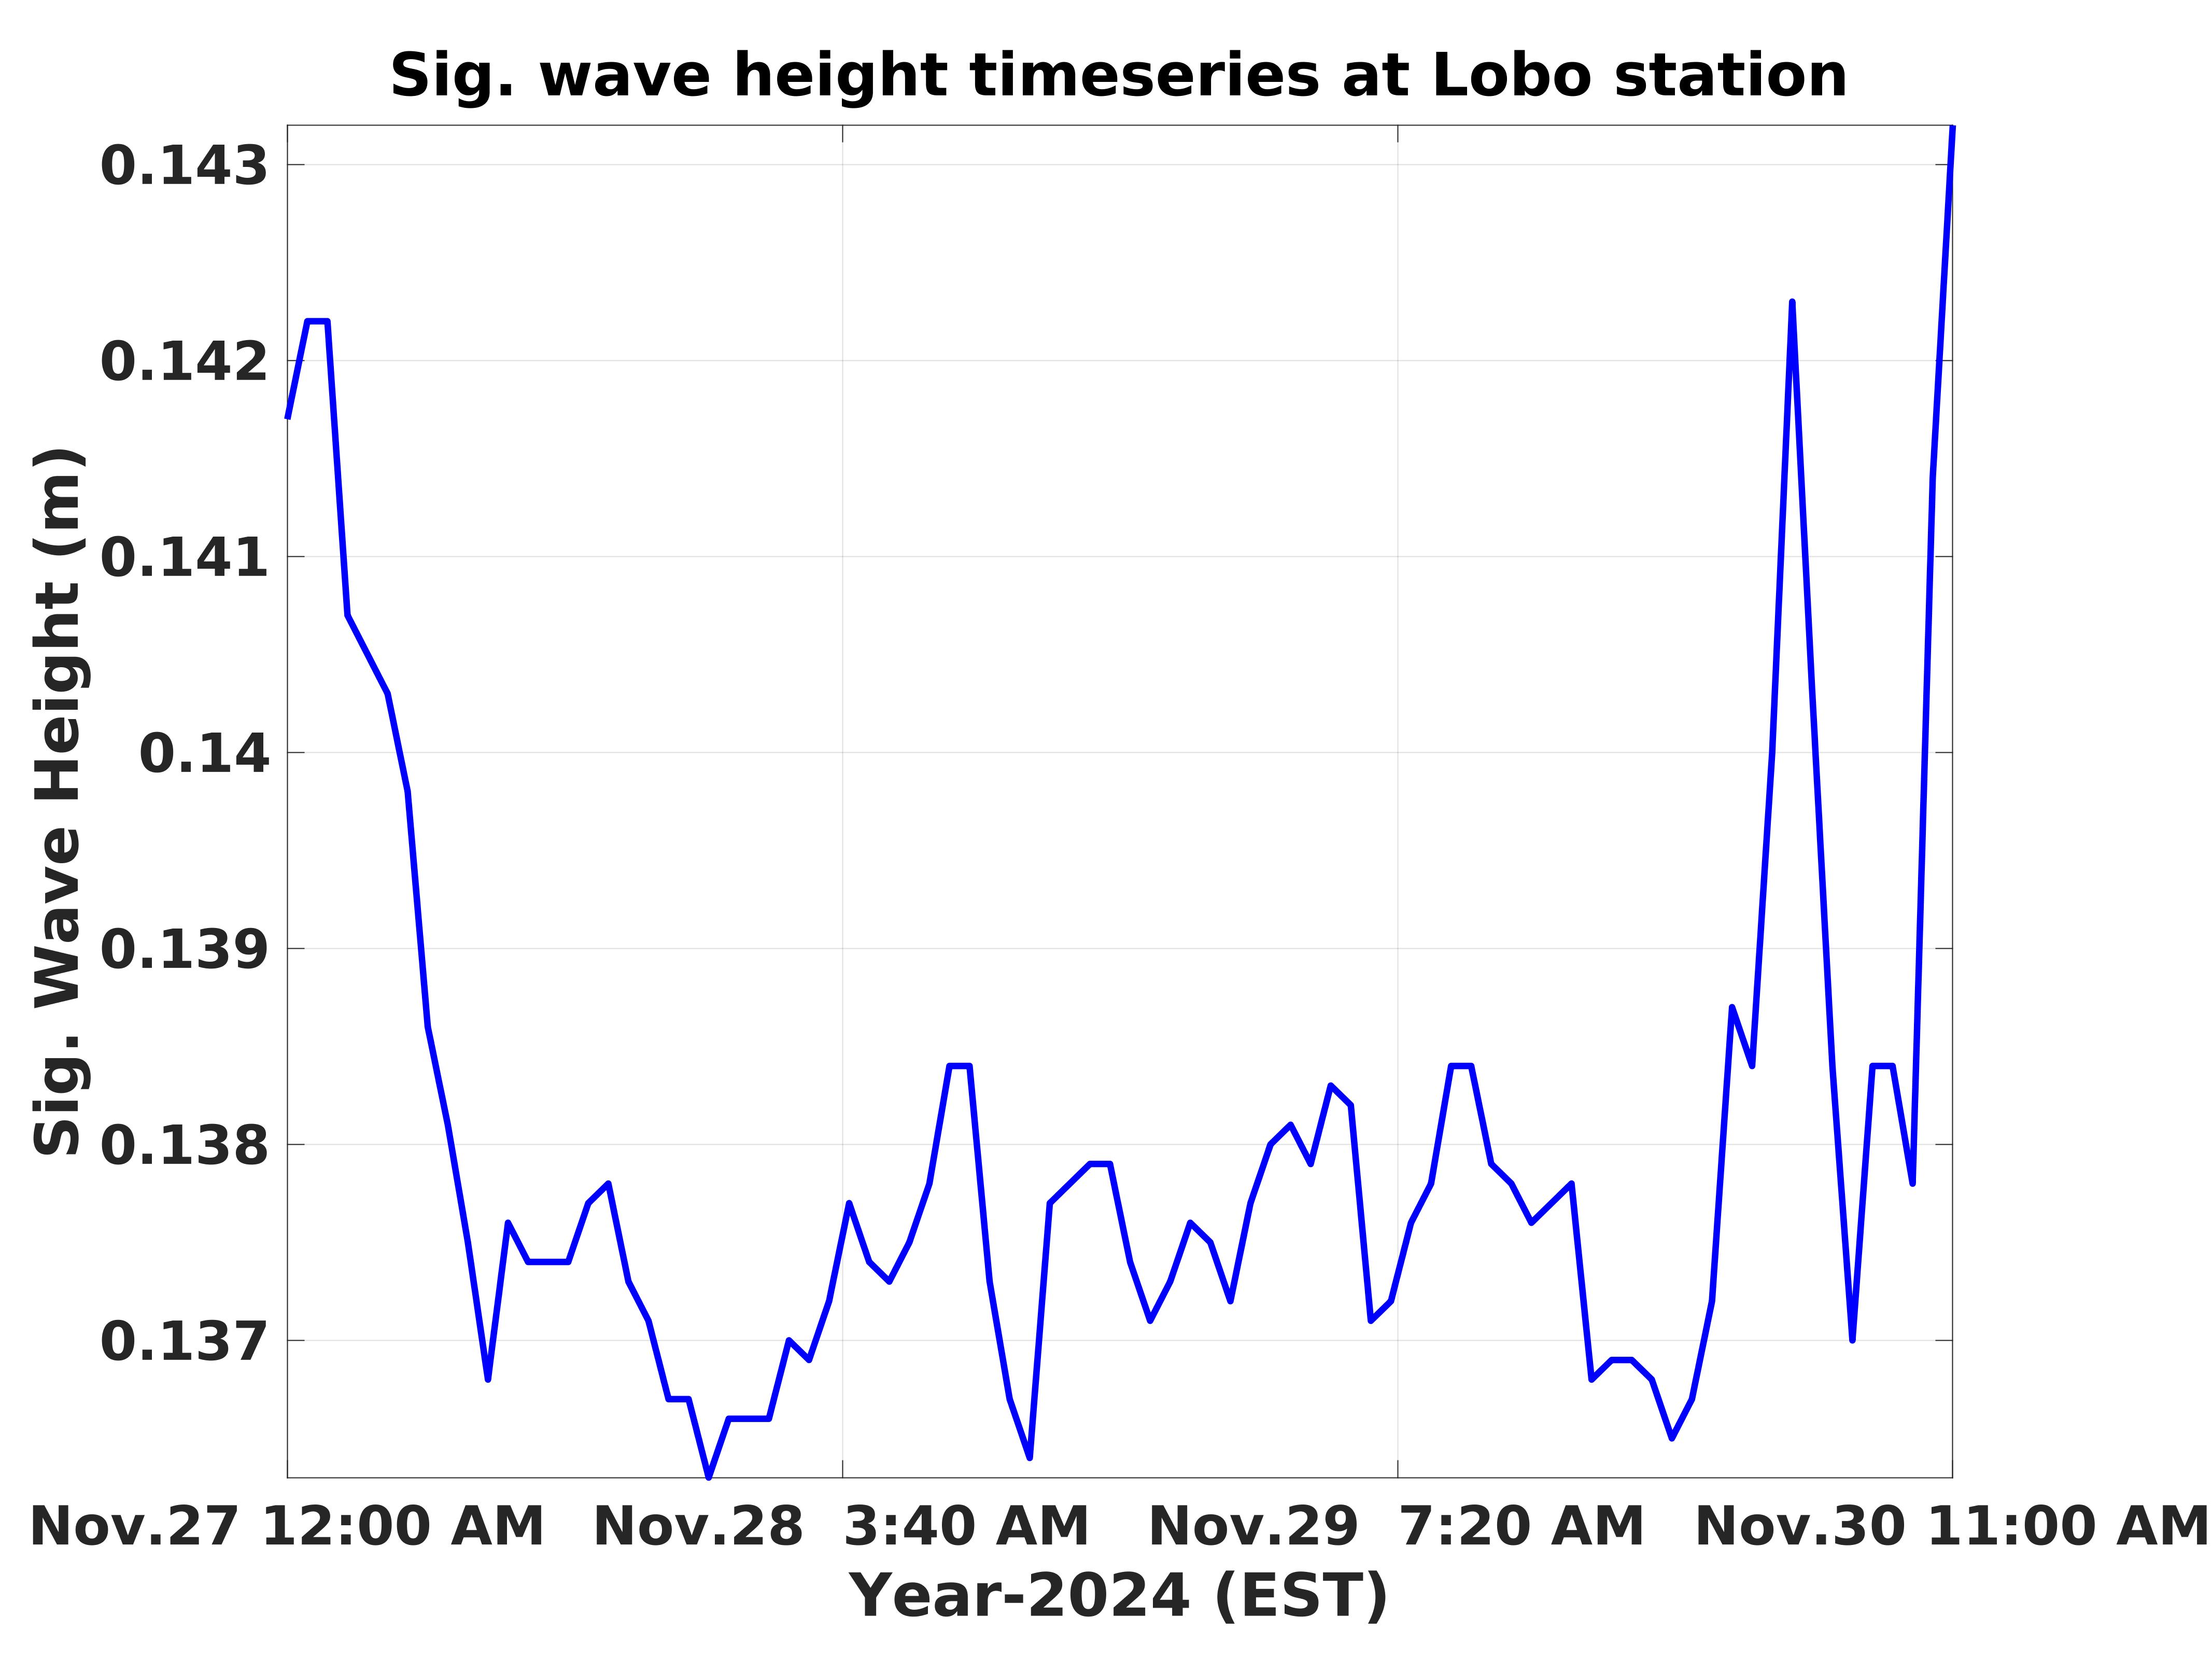 Sig. wave height timeseries at Lobo station
Sig. Wave Height (m)
0.143
0.142
0.141
0.14
0.139
0.138
0.137
Nov.27 12:00 AM
Nov.28 3:40 AM
Nov.29 7:20 AM
Nov.30 11:00 AM
Year-2024 (EST)